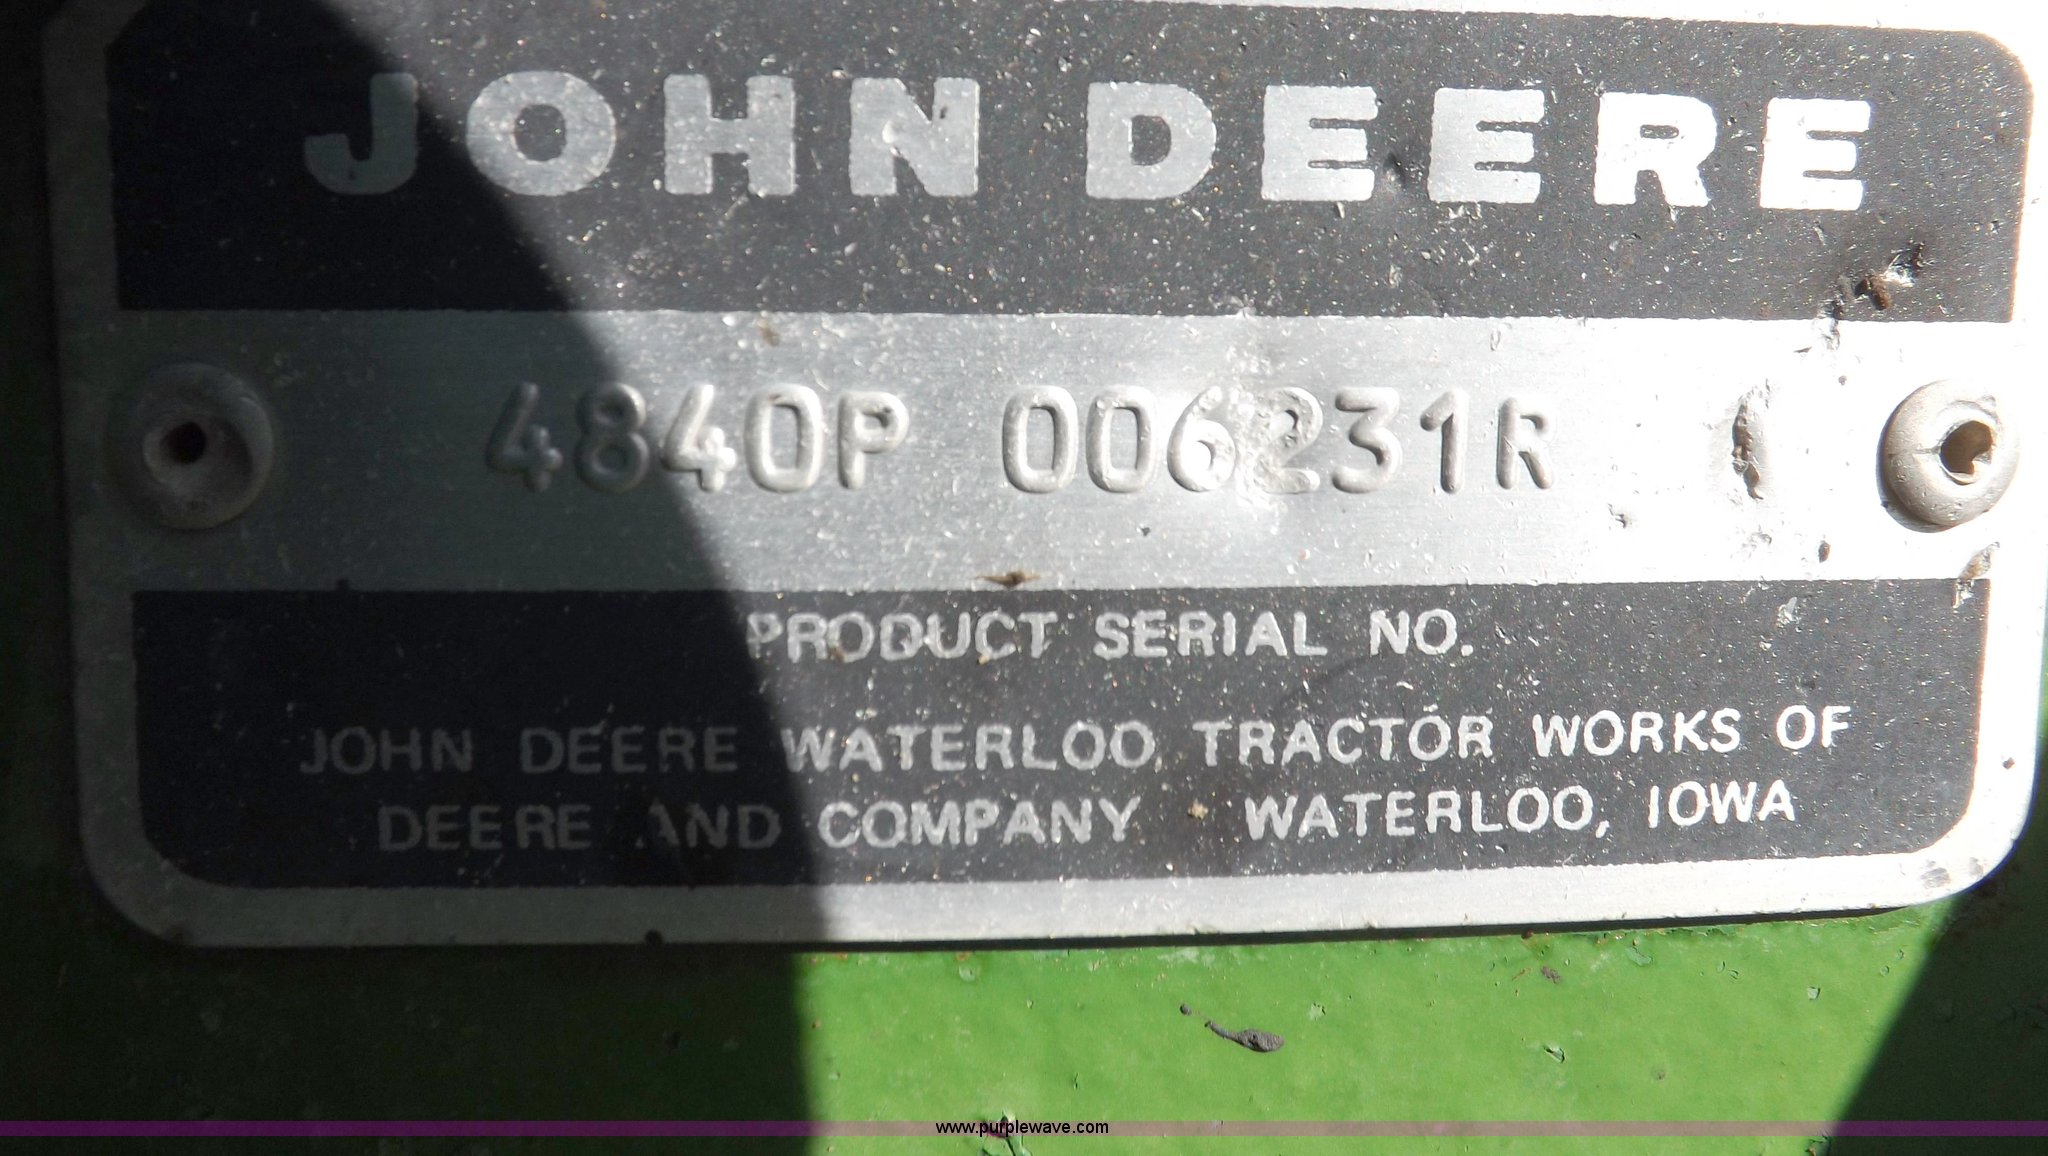 JOHN DEERE
4840P 006231R
PRODUCT SERIAL NO.
JOHN DEERE WATERLOO TRACTOR WORKS OF
DEERE AND COMPANY WATERLOO, IOWA
www.purplewave.com